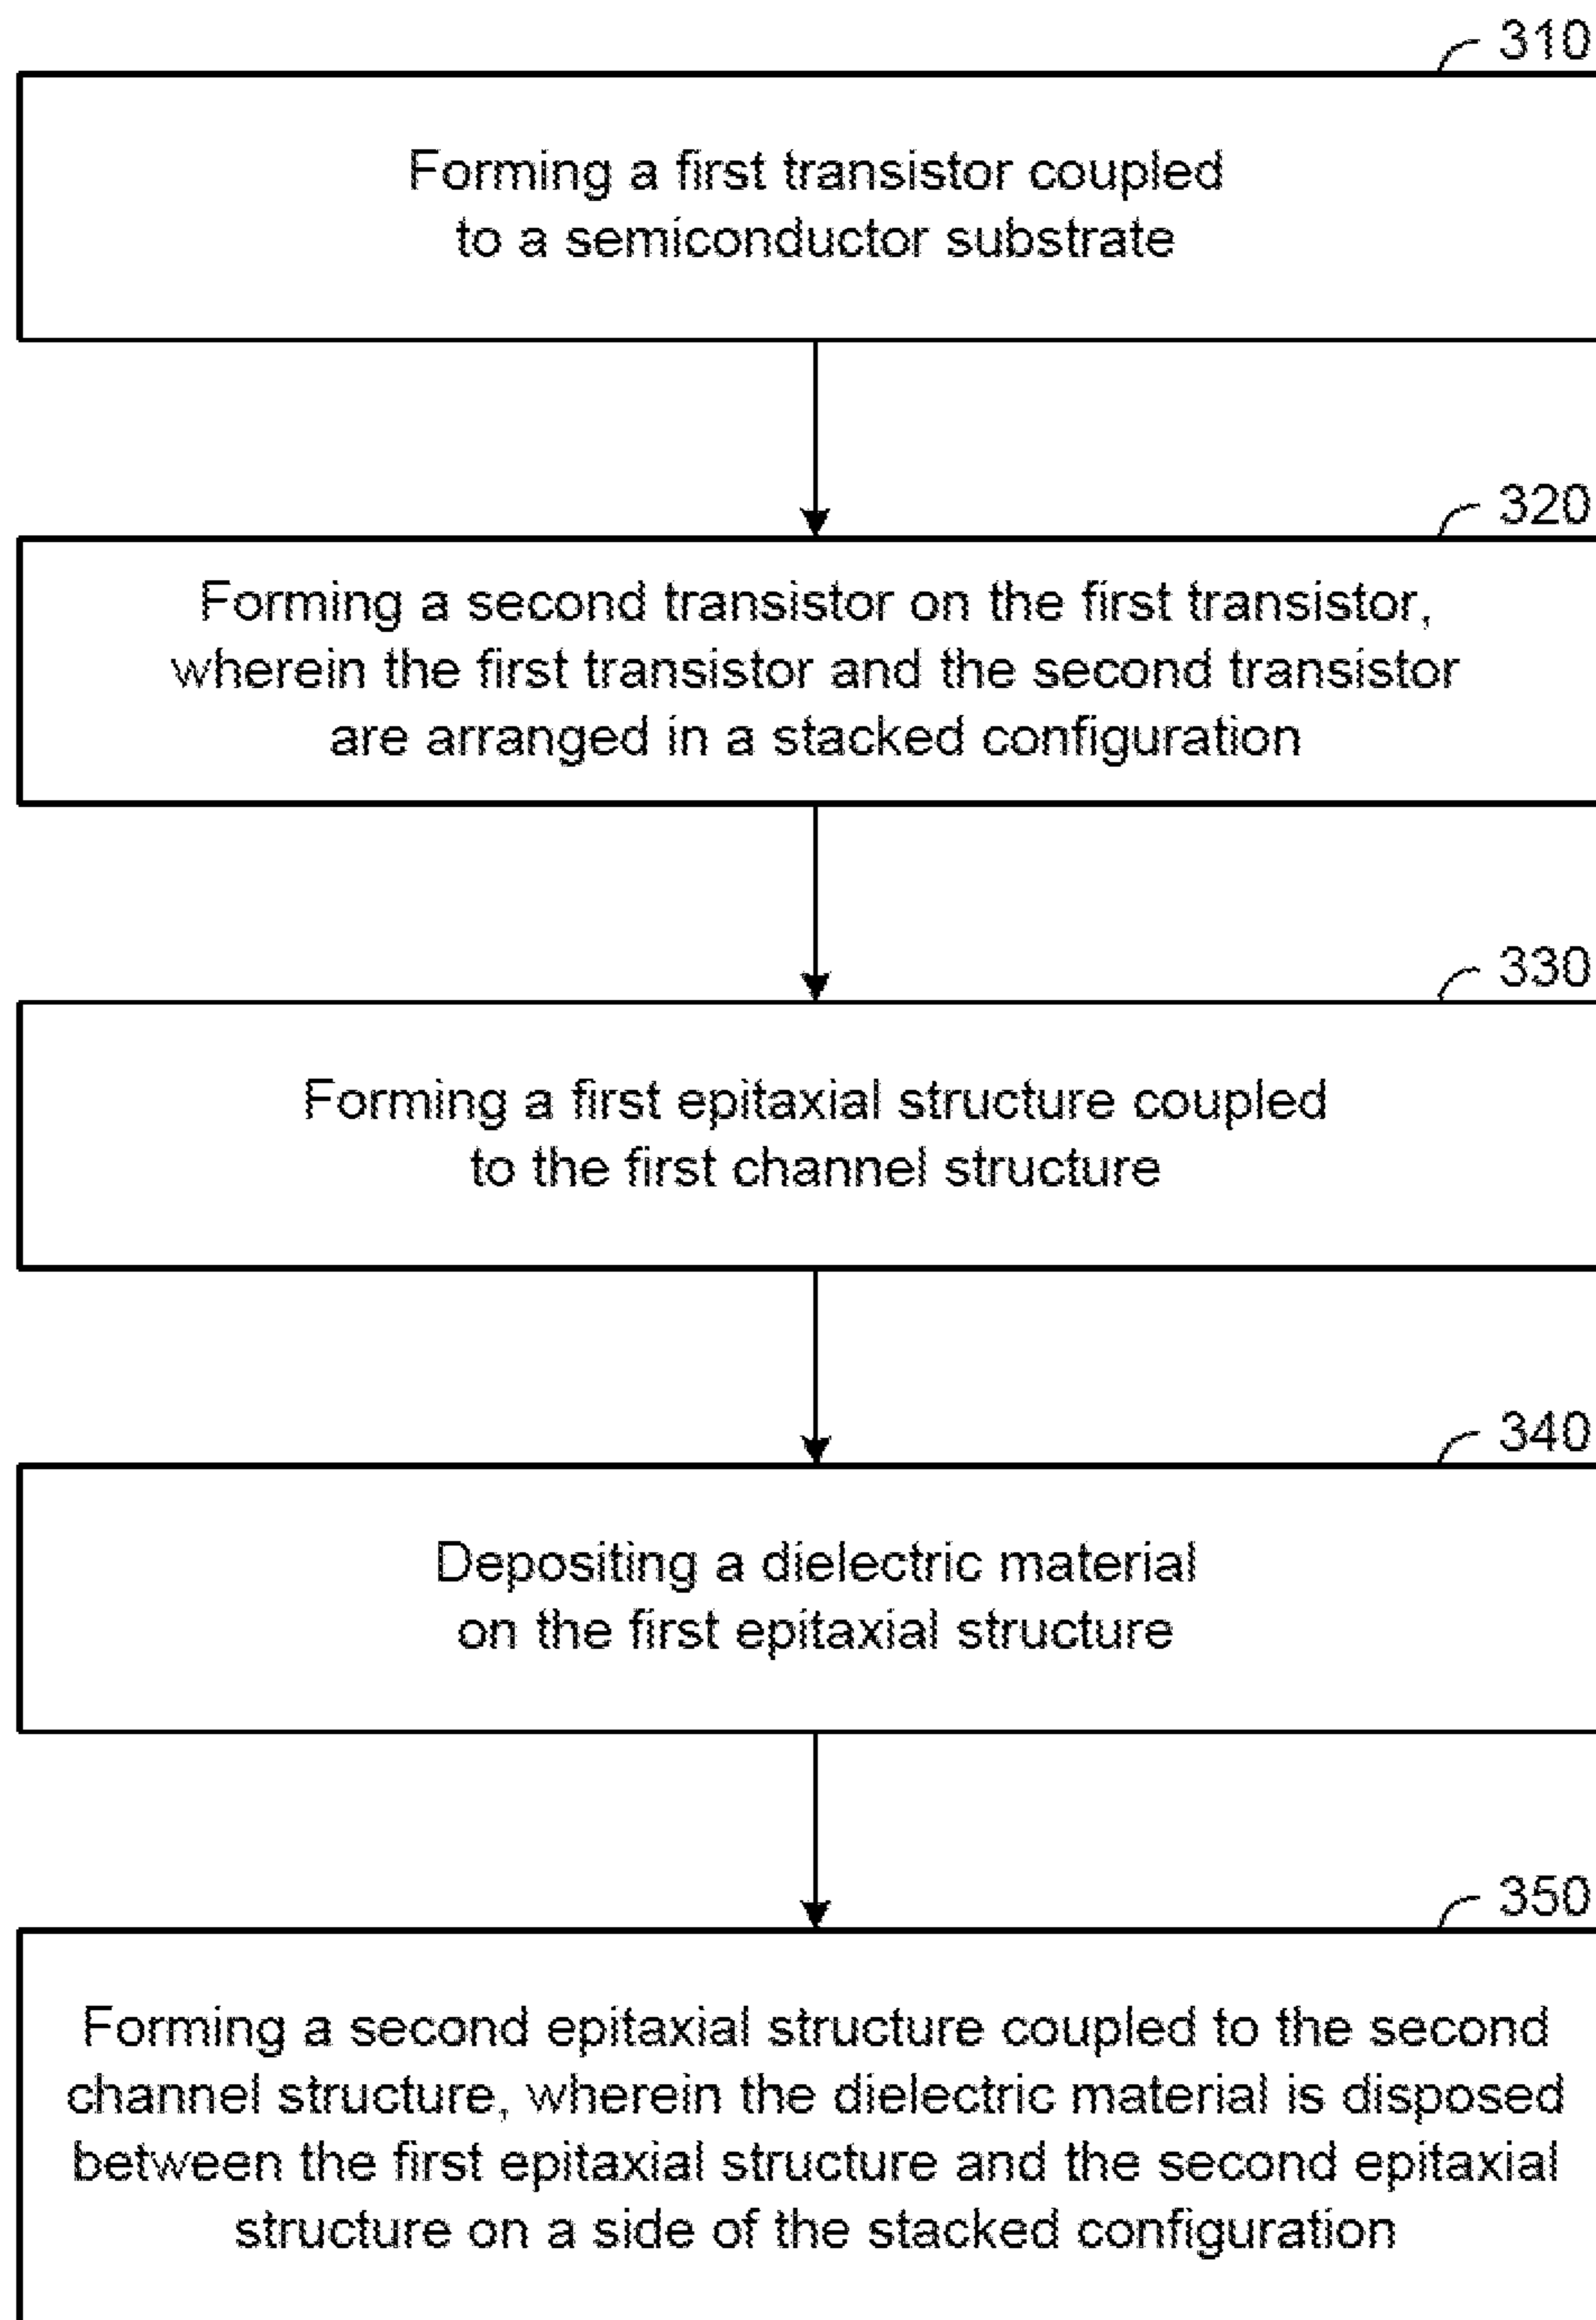 310
Forming a first transistor coupled
to a semiconductor substrate
320
Forming a second transistor on the first transistor,
wherein the first transistor and the second transistor
are arranged in a stacked configuration
330
Forming a first epitaxial structure coupled
to the first channel structure
340
Depositing a dielectric material
on the first epitaxial structure
350
Forming a second epitaxial structure coupled to the second
channel structure, wherein the dielectric material is disposed
between the first epitaxial structure and the second epitaxial
structure on a side of the stacked configuration